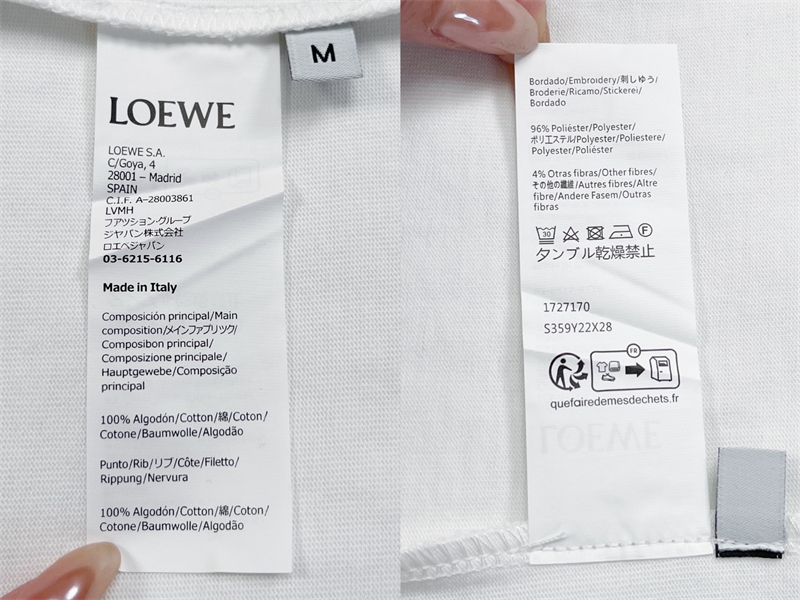 M
LOEWE
LOEWE S.A.
C/Goya, 4
28001 – Madrid
SPAIN
C.I.F. A–28003861
LVMH
ファッション・グループ
ジャパン株式会社
ロエベジャパン
03-6215-6116
Made in Italy
Composición principal/Main
composition/メインファブリック/
Composibon principal/
Composizione principale/
Hauptgewebe/Composição
principal
100% Algodón/Cotton/綿/Coton/
Cotone/Baumwolle/Algodão
Punto/Rib/リブ/Côte/Filetto/
Rippung/Nervura
100% Algodón/Cotton/綿/Coton/
Cotone/Baumwolle/Algodão
Bordado/Embroidery/刺しゅう/
Broderie/Ricamo/Stickerei/
Bordado
96% Poliéster/Polyester/
ポリエステル/Polyester/Poliestere/
Polyester/Poliéster
4% Otras fibras/Other fibres/
その他の繊維/Autres fibres/Altre
fibre/Andere Fasem/Outras
fibras
30
F
タンブル乾燥禁止
1727170
S359Y22X28
FR
quefairedemesdechets.fr
LOEWE